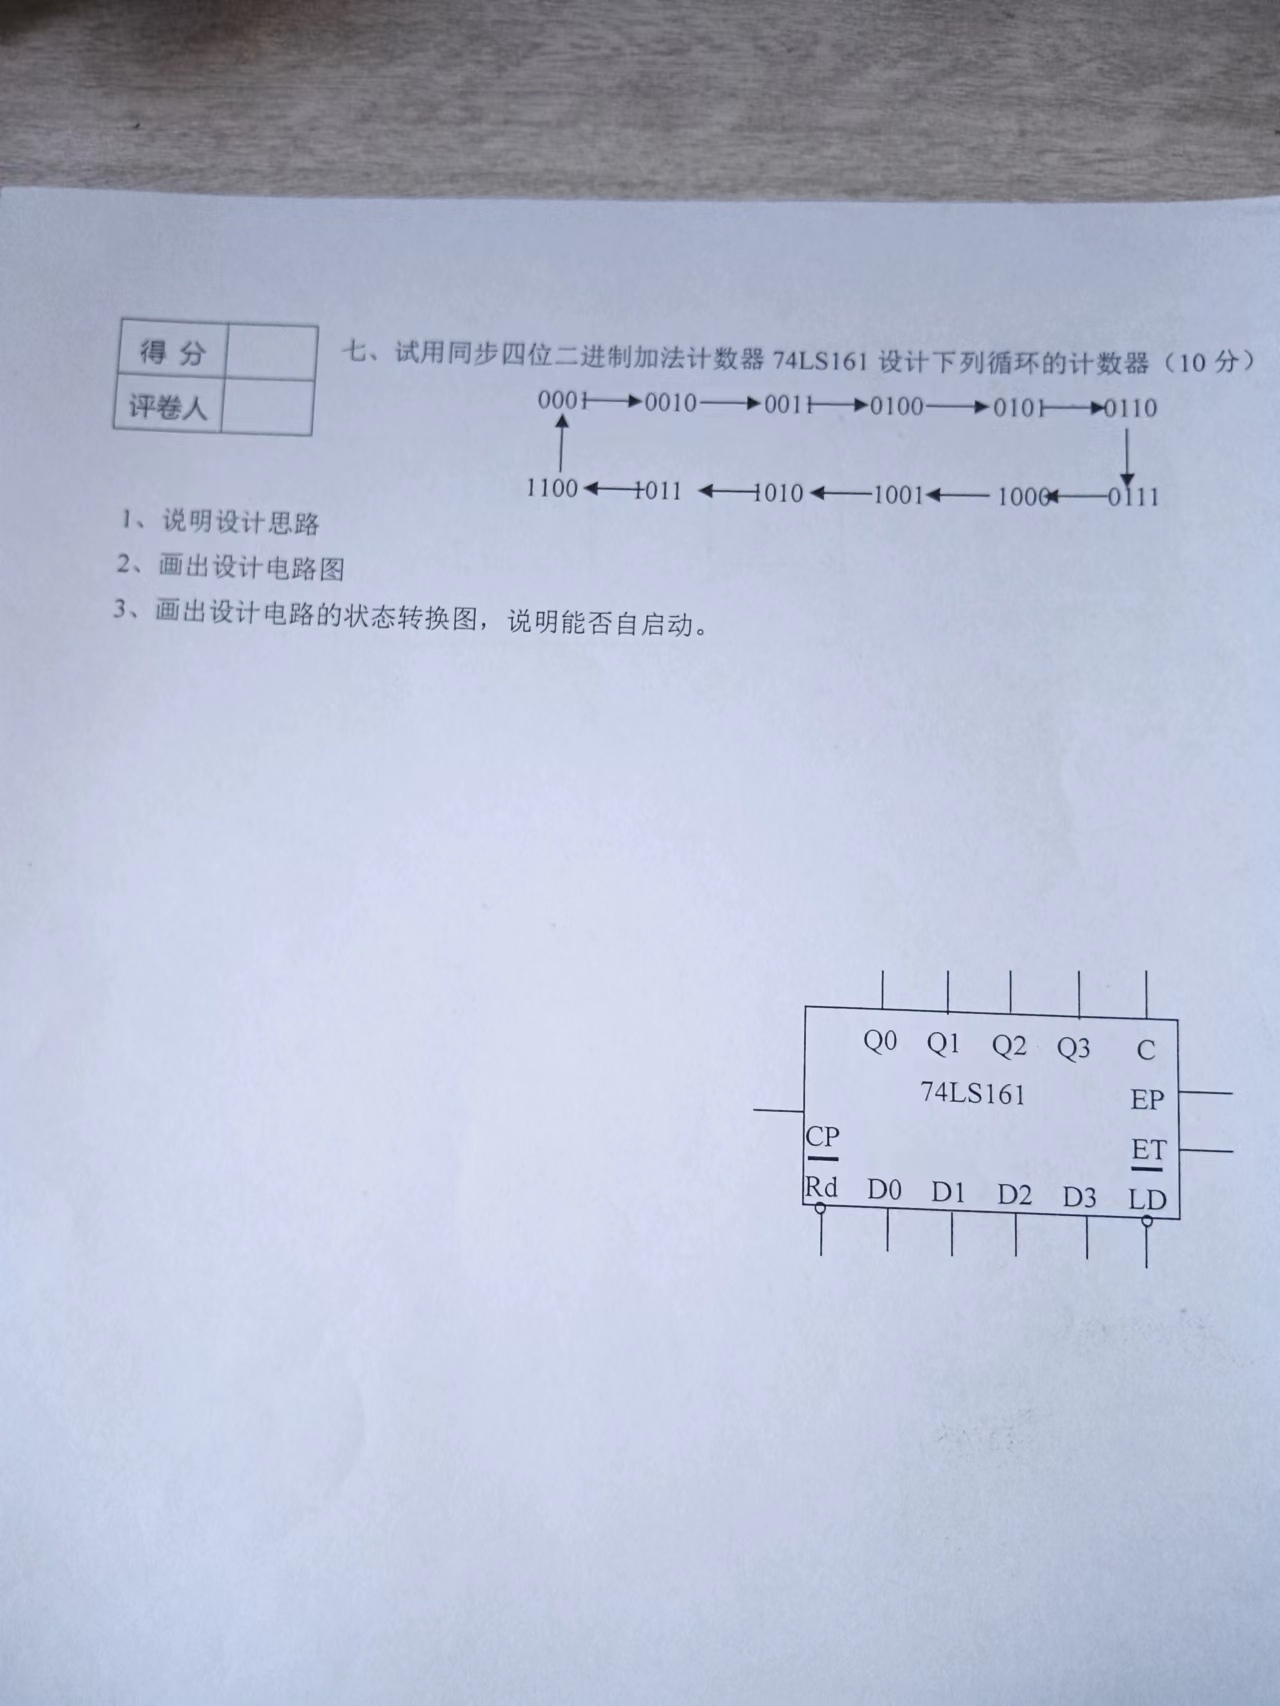 得 分
评卷人
七、试用同步四位二进制加法计数器 74LS161 设计下列循环的计数器（10 分）
0001 0010 0011 0100 0101 0110
1100 1011 1010 1001 1000 0111
1、说明设计思路
2、画出设计电路图
3、画出设计电路的状态转换图，说明能否自启动。
Q0 Q1 Q2 Q3 C
74LS161 EP
CP ET
Rd D0 D1 D2 D3 LD